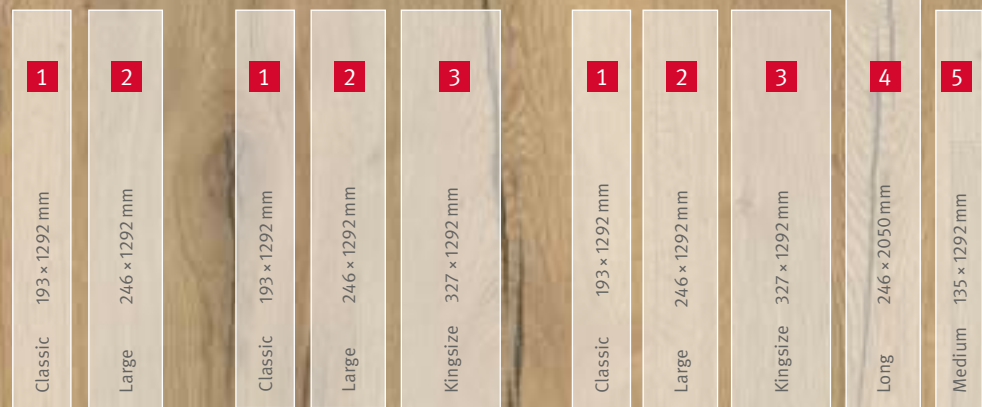 1
Classic 193 × 1292 mm
2
Large 246 × 1292 mm
1
Classic 193 × 1292 mm
2
Large 246 × 1292 mm
3
Kingsize 327 × 1292 mm
1
Classic 193 × 1292 mm
2
Large 246 × 1292 mm
3
Kingsize 327 × 1292 mm
4
Long 246 × 2050 mm
5
Medium 135 × 1292 mm